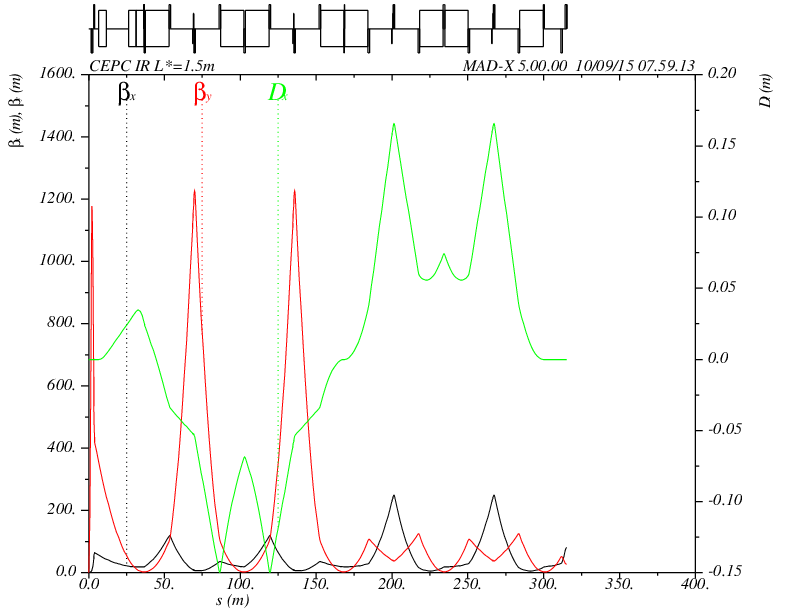 CEPC IR L*=1.5m MAD-X 5.00.00 10/09/15 07.59.13
βx βy Dx
β (m), β (m)
1600.
1400.
1200.
1000.
800.
600.
400.
200.
0.0
D (m)
0.20
0.15
0.10
0.05
0.0
-0.05
-0.10
-0.15
0.0 50. 100. 150. 200. 250. 300. 350. 400.
s (m)